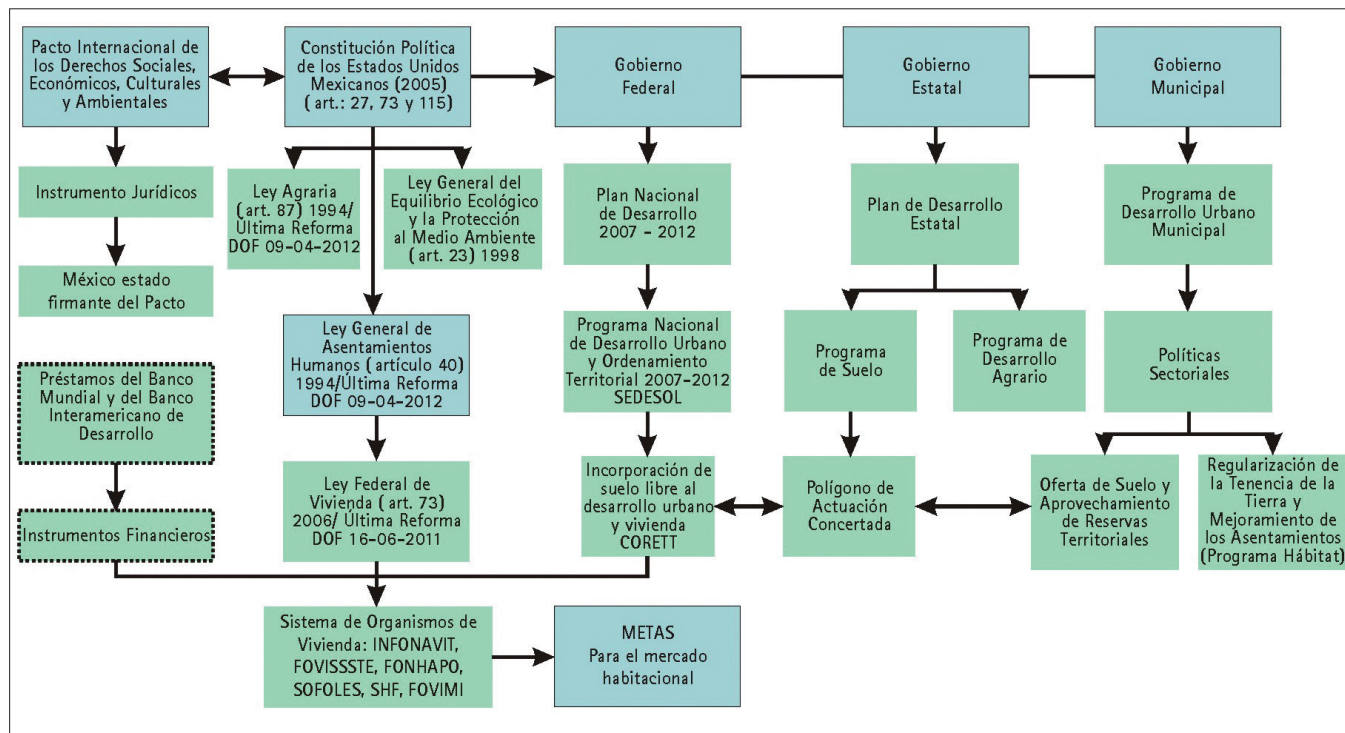 Pacto Internacional de
los Derechos Sociales,
Económicos, Culturales
y Ambientales
Constitución Política
de los Estados Unidos
Mexicanos (2005)
(art.: 27, 73 y 115)
Gobierno
Federal
Gobierno
Estatal
Gobierno
Municipal
Instrumento Jurídicos
Ley Agraria
(art. 87) 1994/
Última Reforma
DOF 09-04-2012
Ley General del
Equilibrio Ecológico
y la Protección
al Medio Ambiente
(art. 23) 1998
Plan Nacional
de Desarrollo
2007 - 2012
Plan de Desarrollo
Estatal
Programa de
Desarrollo Urbano
Municipal
México estado
firmante del Pacto
Ley General de
Asentamientos
Humanos (artículo 40)
1994/Última Reforma
DOF 09-04-2012
Programa Nacional
de Desarrollo Urbano
y Ordenamiento
Territorial 2007-2012
SEDESOL
Programa
de Suelo
Programa de
Desarrollo
Agrario
Políticas
Sectoriales
Préstamos del Banco
Mundial y del Banco
Interamericano de
Desarrollo
Instrumentos Financieros
Ley Federal de
Vivienda (art. 73)
2006/ Última Reforma
DOF 16-06-2011
Incorporación de
suelo libre al
desarrollo urbano
y vivienda
CORETT
Polígono de
Actuación
Concertada
Oferta de Suelo y
Aprovechamiento
de Reservas
Territoriales
Regularización de
la Tenencia de la
Tierra y
Mejoramiento de
los Asentamientos
(Programa Hábitat)
Sistema de Organismos de
Vivienda: INFONAVIT,
FOVISSSTE, FONHAPO,
SOFOLES, SHF, FOVIMI
METAS
Para el mercado
habitacional